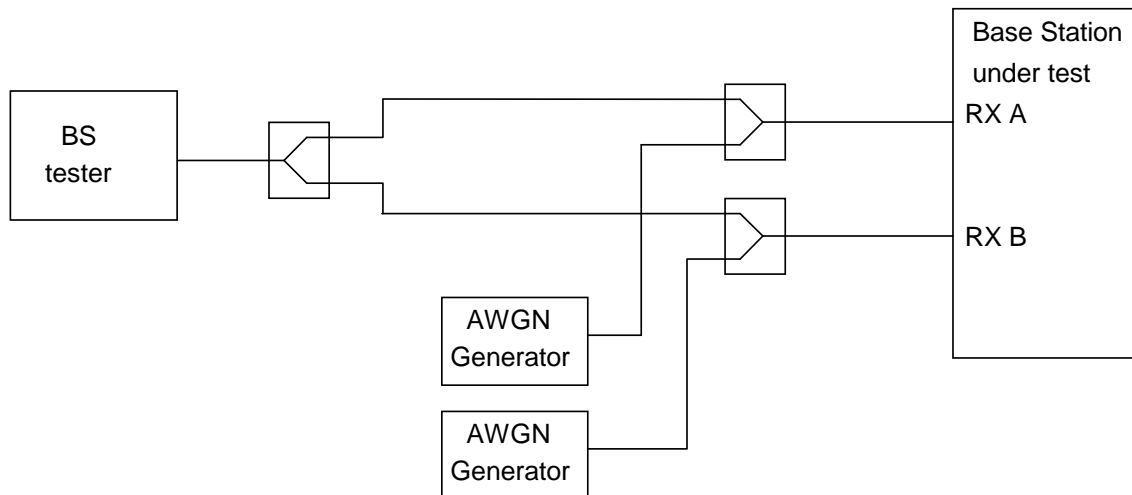 Base Station
under test
RX A
RX B
BS
tester
AWGN
Generator
AWGN
Generator